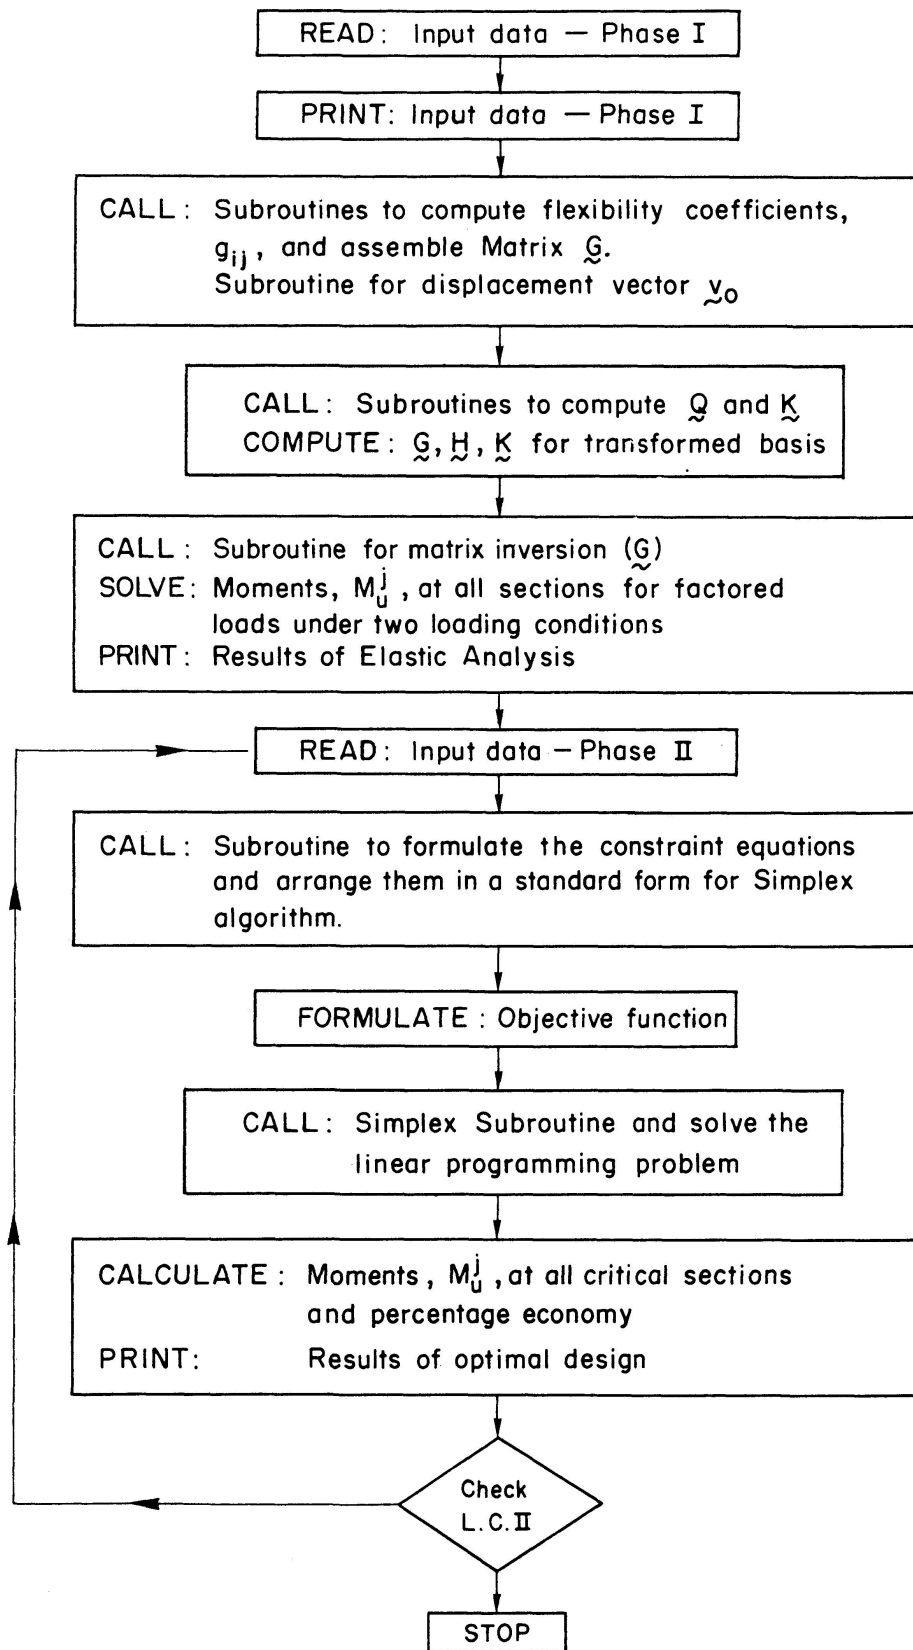 READ: Input data — Phase I
PRINT: Input data — Phase I
CALL: Subroutines to compute flexibility coefficients,
g_ij, and assemble Matrix G̰.
Subroutine for displacement vector v̰_o
CALL: Subroutines to compute Q̰ and K̰
COMPUTE: G̰, H̰, K̰ for transformed basis
CALL: Subroutine for matrix inversion (G̰)
SOLVE: Moments, M_u^j, at all sections for factored
loads under two loading conditions
PRINT: Results of Elastic Analysis
READ: Input data — Phase II
CALL: Subroutine to formulate the constraint equations
and arrange them in a standard form for Simplex
algorithm.
FORMULATE: Objective function
CALL: Simplex Subroutine and solve the
linear programming problem
CALCULATE: Moments, M_u^j, at all critical sections
and percentage economy
PRINT: Results of optimal design
Check
L.C.II
STOP